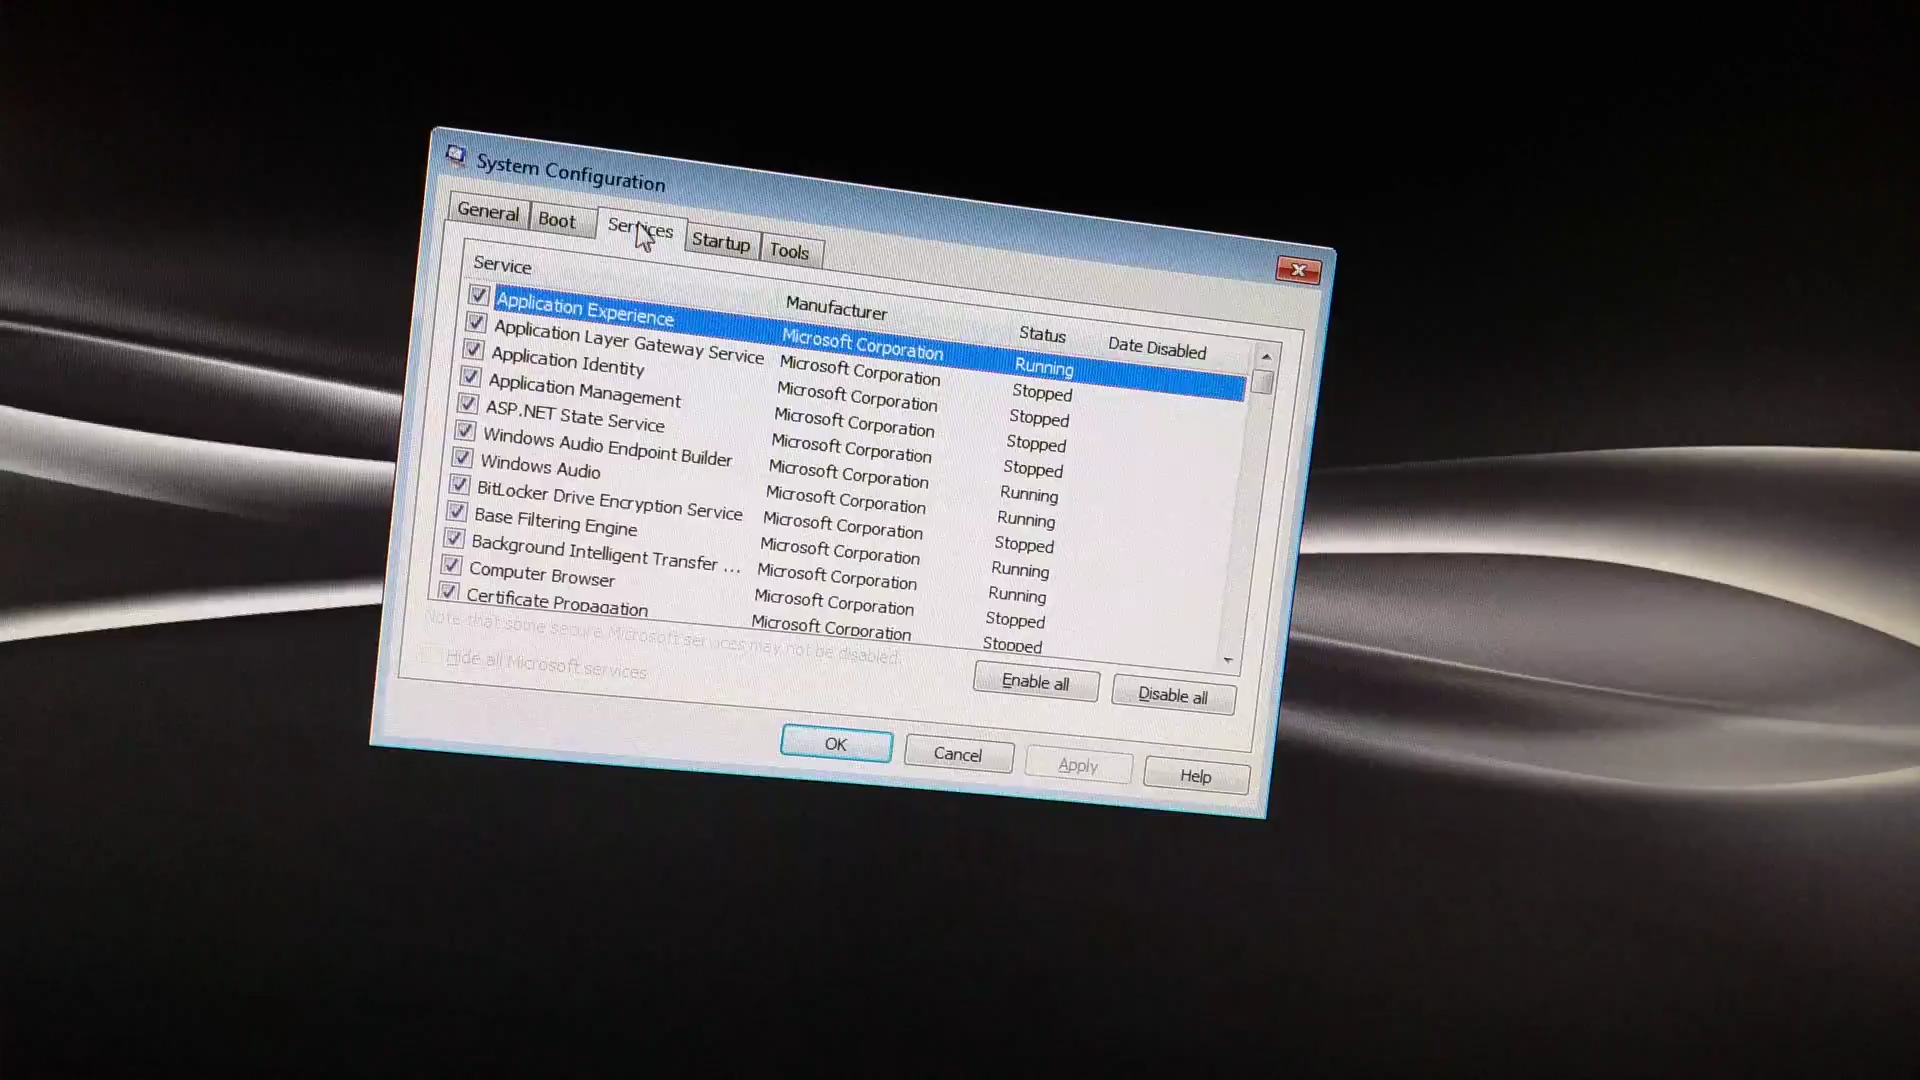 System Configuration
General Boot Services Startup Tools
Service Manufacturer Status Date Disabled
Application Experience Microsoft Corporation Running
Application Layer Gateway Service Microsoft Corporation Stopped
Application Identity Microsoft Corporation Stopped
Application Management Microsoft Corporation Stopped
ASP.NET State Service Microsoft Corporation Stopped
Windows Audio Endpoint Builder Microsoft Corporation Running
Windows Audio Microsoft Corporation Running
BitLocker Drive Encryption Service Microsoft Corporation Stopped
Base Filtering Engine Microsoft Corporation Running
Background Intelligent Transfer ... Microsoft Corporation Running
Computer Browser Microsoft Corporation Stopped
Certificate Propagation Microsoft Corporation Stopped
Note that some secure Microsoft services may not be disabled.
Hide all Microsoft services
Enable all Disable all
OK Cancel Apply Help